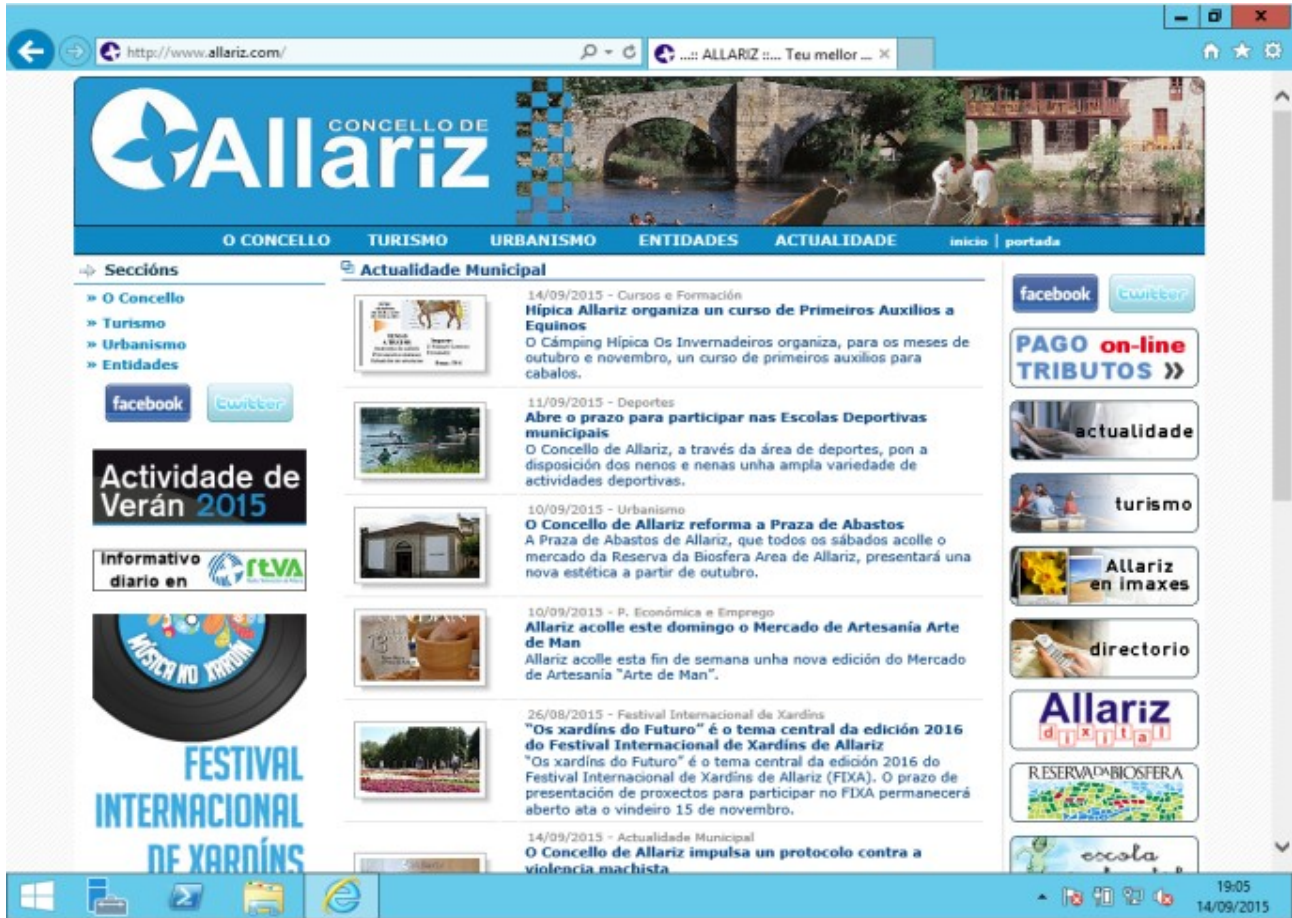 http://www.allariz.com/
...:: ALLARIZ ::... Teu mellor ...
CONCELLO DE
Allariz
O CONCELLO TURISMO URBANISMO ENTIDADES ACTUALIDADE inicio | portada
Seccións
» O Concello
» Turismo
» Urbanismo
» Entidades
facebook twitter
Actividade de
Verán 2015
Informativo
diario en rtVA
MÚSICA NO XARDÍN
FESTIVAL
INTERNACIONAL
DE XARDÍNS
Actualidade Municipal
14/09/2015 - Cursos e Formación
Hípica Allariz organiza un curso de Primeiros Auxilios a
Equinos
O Cámping Hípica Os Invernadeiros organiza, para os meses de
outubro e novembro, un curso de primeiros auxilios para
cabalos.
11/09/2015 - Deportes
Abre o prazo para participar nas Escolas Deportivas
municipais
O Concello de Allariz, a través da área de deportes, pon a
disposición dos nenos e nenas unha ampla variedade de
actividades deportivas.
10/09/2015 - Urbanismo
O Concello de Allariz reforma a Praza de Abastos
A Praza de Abastos de Allariz, que todos os sábados acolle o
mercado da Reserva da Biosfera Area de Allariz, presentará una
nova estética a partir de outubro.
10/09/2015 - P. Económica e Emprego
Allariz acolle este domingo o Mercado de Artesanía Arte
de Man
Allariz acolle esta fin de semana unha nova edición do Mercado
de Artesanía "Arte de Man".
26/08/2015 - Festival Internacional de Xardíns
"Os xardíns do Futuro" é o tema central da edición 2016
do Festival Internacional de Xardíns de Allariz
"Os xardíns do Futuro" é o tema central da edición 2016 do
Festival Internacional de Xardíns de Allariz (FIXA). O prazo de
presentación de proxectos para participar no FIXA permanecerá
aberto ata o vindeiro 15 de novembro.
14/09/2015 - Actualidade Municipal
O Concello de Allariz impulsa un protocolo contra a
violencia machista
facebook twitter
PAGO on-line
TRIBUTOS »
actualidade
turismo
Allariz
en imaxes
directorio
Allariz
dixital
RESERVA DA BIOSFERA
escola
19:05
14/09/2015